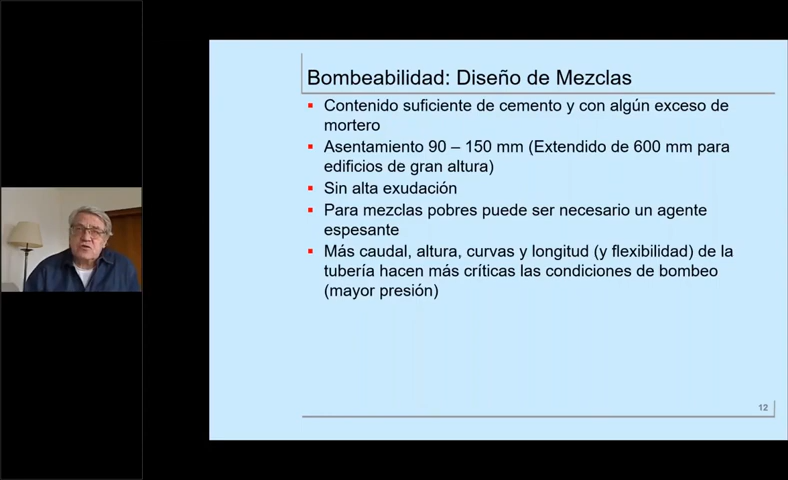 Bombeabilidad: Diseño de Mezclas
Contenido suficiente de cemento y con algún exceso de
mortero
Asentamiento 90 – 150 mm (Extendido de 600 mm para
edificios de gran altura)
Sin alta exudación
Para mezclas pobres puede ser necesario un agente
espesante
Más caudal, altura, curvas y longitud (y flexibilidad) de la
tubería hacen más críticas las condiciones de bombeo
(mayor presión)
12